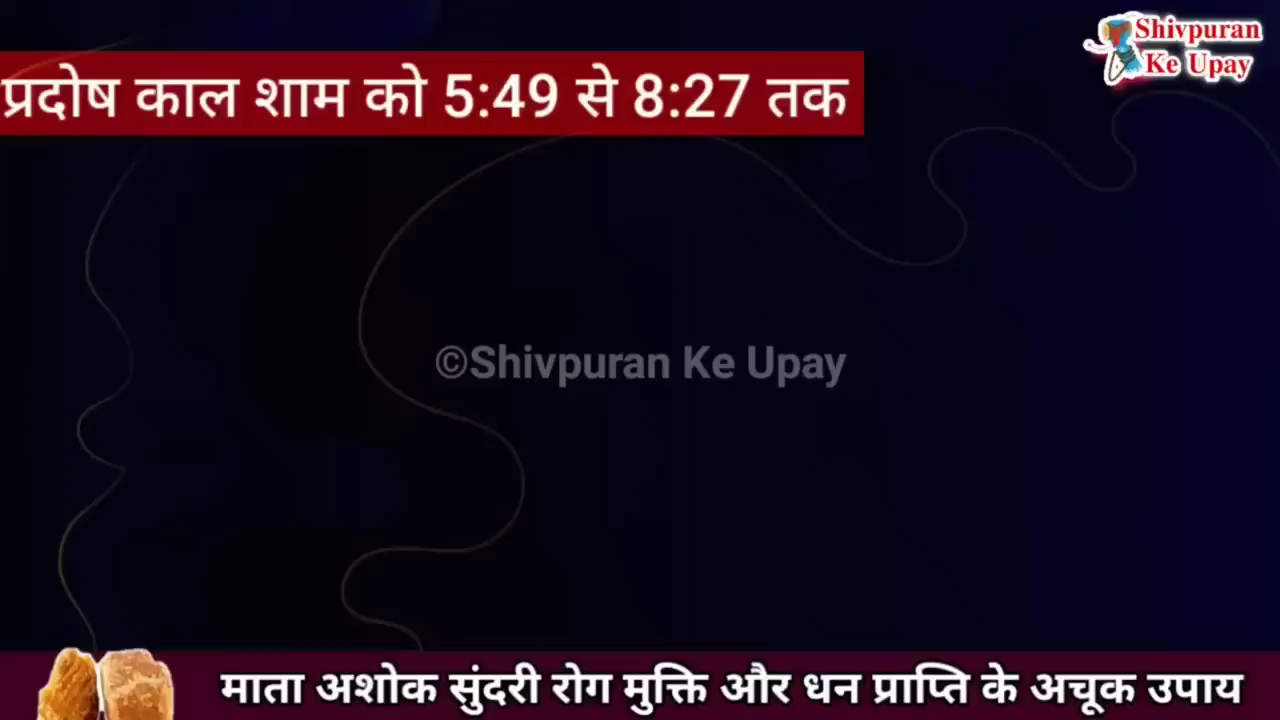 Shivpuran
Ke Upay
प्रदोष काल शाम को 5:49 से 8:27 तक
©Shivpuran Ke Upay
माता अशोक सुंदरी रोग मुक्ति और धन प्राप्ति के अचूक उपाय